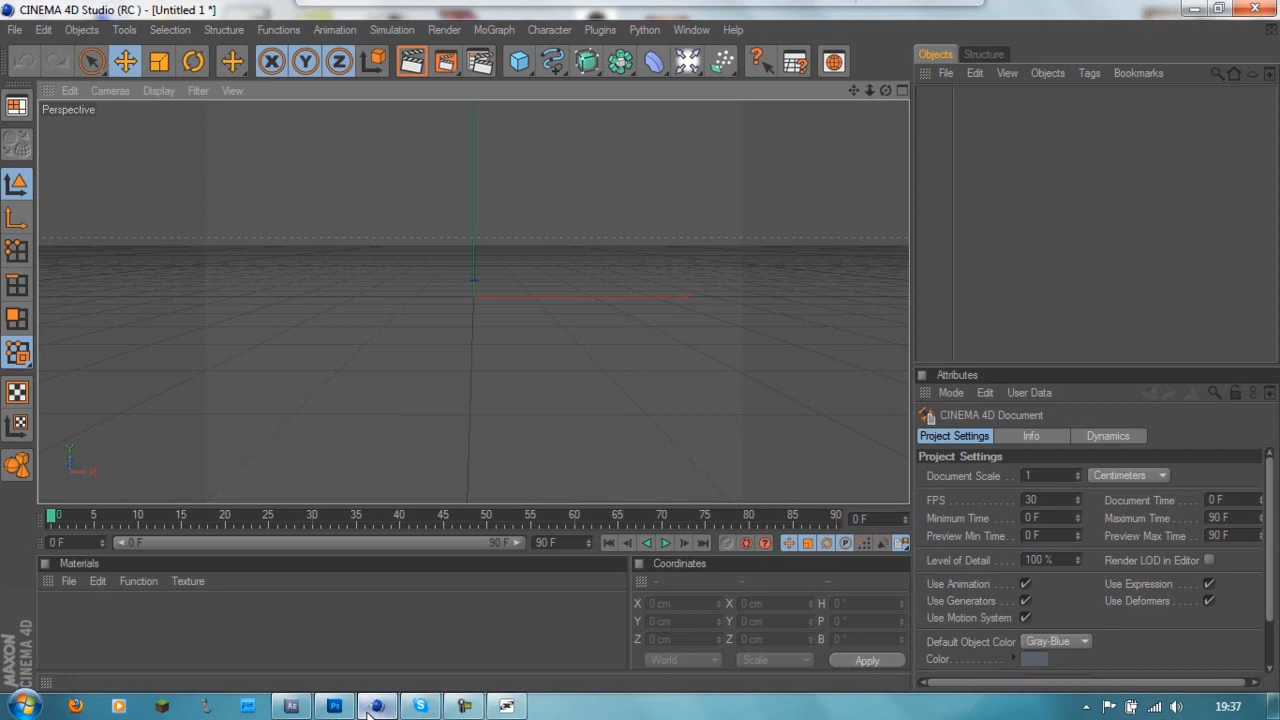 CINEMA 4D Studio (RC ) - [Untitled 1 *]
File Edit Objects Tools Selection Structure Functions Animation Render MoGraph Character Plugins Simulation Python Window Help
X Y Z
Objects Structure
File Edit View Objects Tags Bookmarks
Edit Cameras Display Filter View
Perspective
Y
X
0 5 10 15 20 25 30 35 40 45 50 55 60 65 70 75 80 85 90 0 F
0 F 0 F 90 F 90 F
Materials
File Edit Function Texture
Coordinates
-- -- --
X 0 cm X 0 cm H 0 °
Y 0 cm Y 0 cm P 0 °
Z 0 cm Z 0 cm B 0 °
World Scale Apply
Attributes
Mode Edit User Data
CINEMA 4D Document
Project Settings Info Dynamics
Project Settings
Document Scale . . 1 Centimeters
FPS . . . . . . . . . . . 30 Document Time . . 0 F
Minimum Time . . . 0 F Maximum Time . . 90 F
Preview Min Time . . 0 F Preview Max Time . . 90 F
Level of Detail . . . . 100 % Render LOD in Editor
Use Animation . . . Use Expression . . .
Use Generators . . . Use Deformers . . .
Use Motion System
Default Object Color Gray-Blue
Color . . . . . . . . . .
MAXON
CINEMA 4D
pse Ae Ps S
19:37